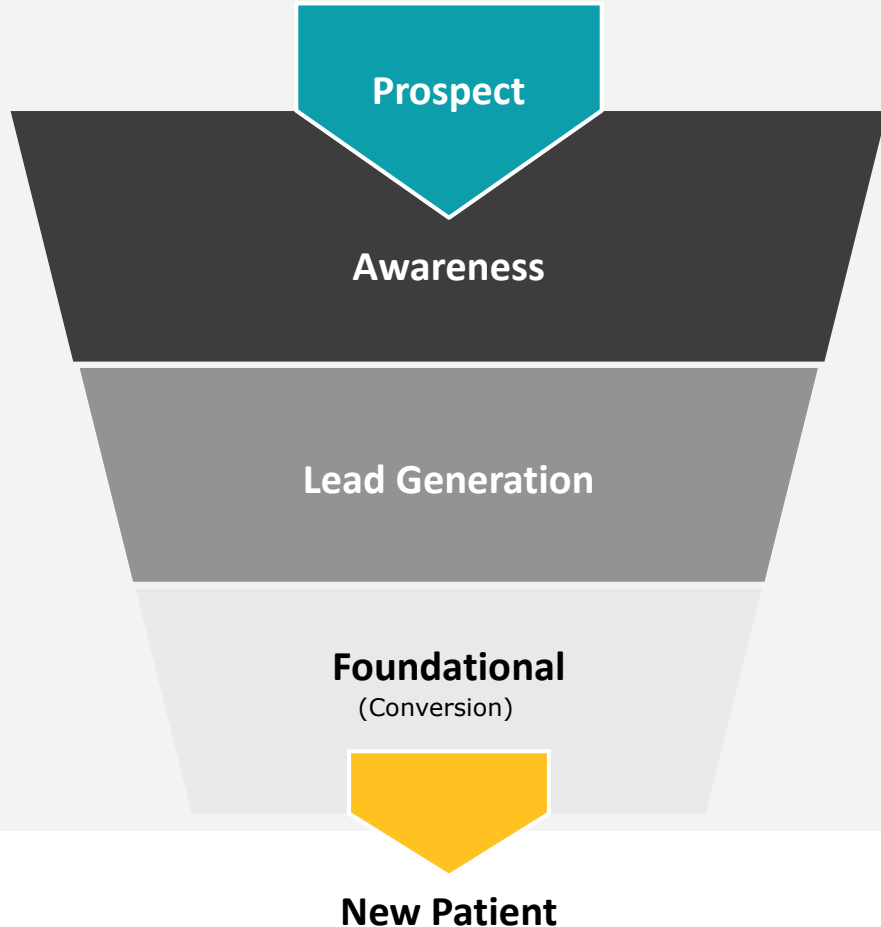 Prospect
Awareness
Lead Generation
Foundational
(Conversion)
New Patient